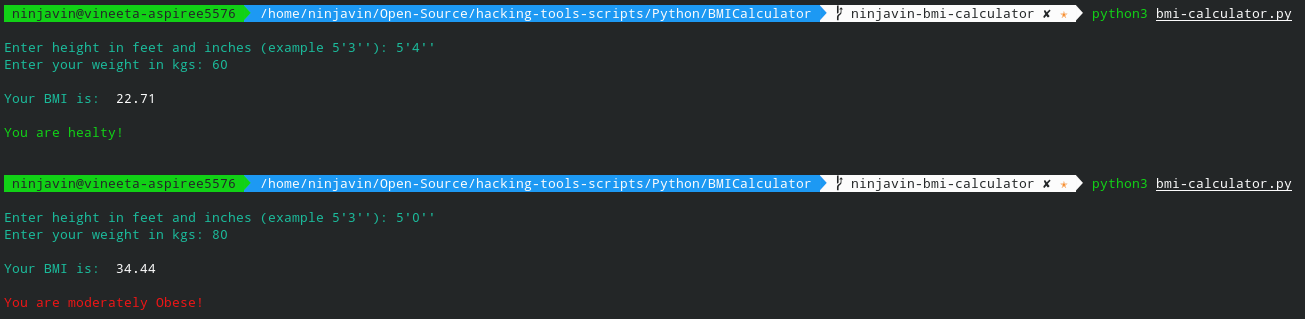 ninjavin@vineeta-aspiree5576 /home/ninjavin/Open-Source/hacking-tools-scripts/Python/BMICalculator ninjavin-bmi-calculator ✘ ★ python3 bmi-calculator.py
Enter height in feet and inches (example 5'3''): 5'4''
Enter your weight in kgs: 60
Your BMI is:  22.71
You are healty!
ninjavin@vineeta-aspiree5576 /home/ninjavin/Open-Source/hacking-tools-scripts/Python/BMICalculator ninjavin-bmi-calculator ✘ ★ python3 bmi-calculator.py
Enter height in feet and inches (example 5'3''): 5'0''
Enter your weight in kgs: 80
Your BMI is:  34.44
You are moderately Obese!